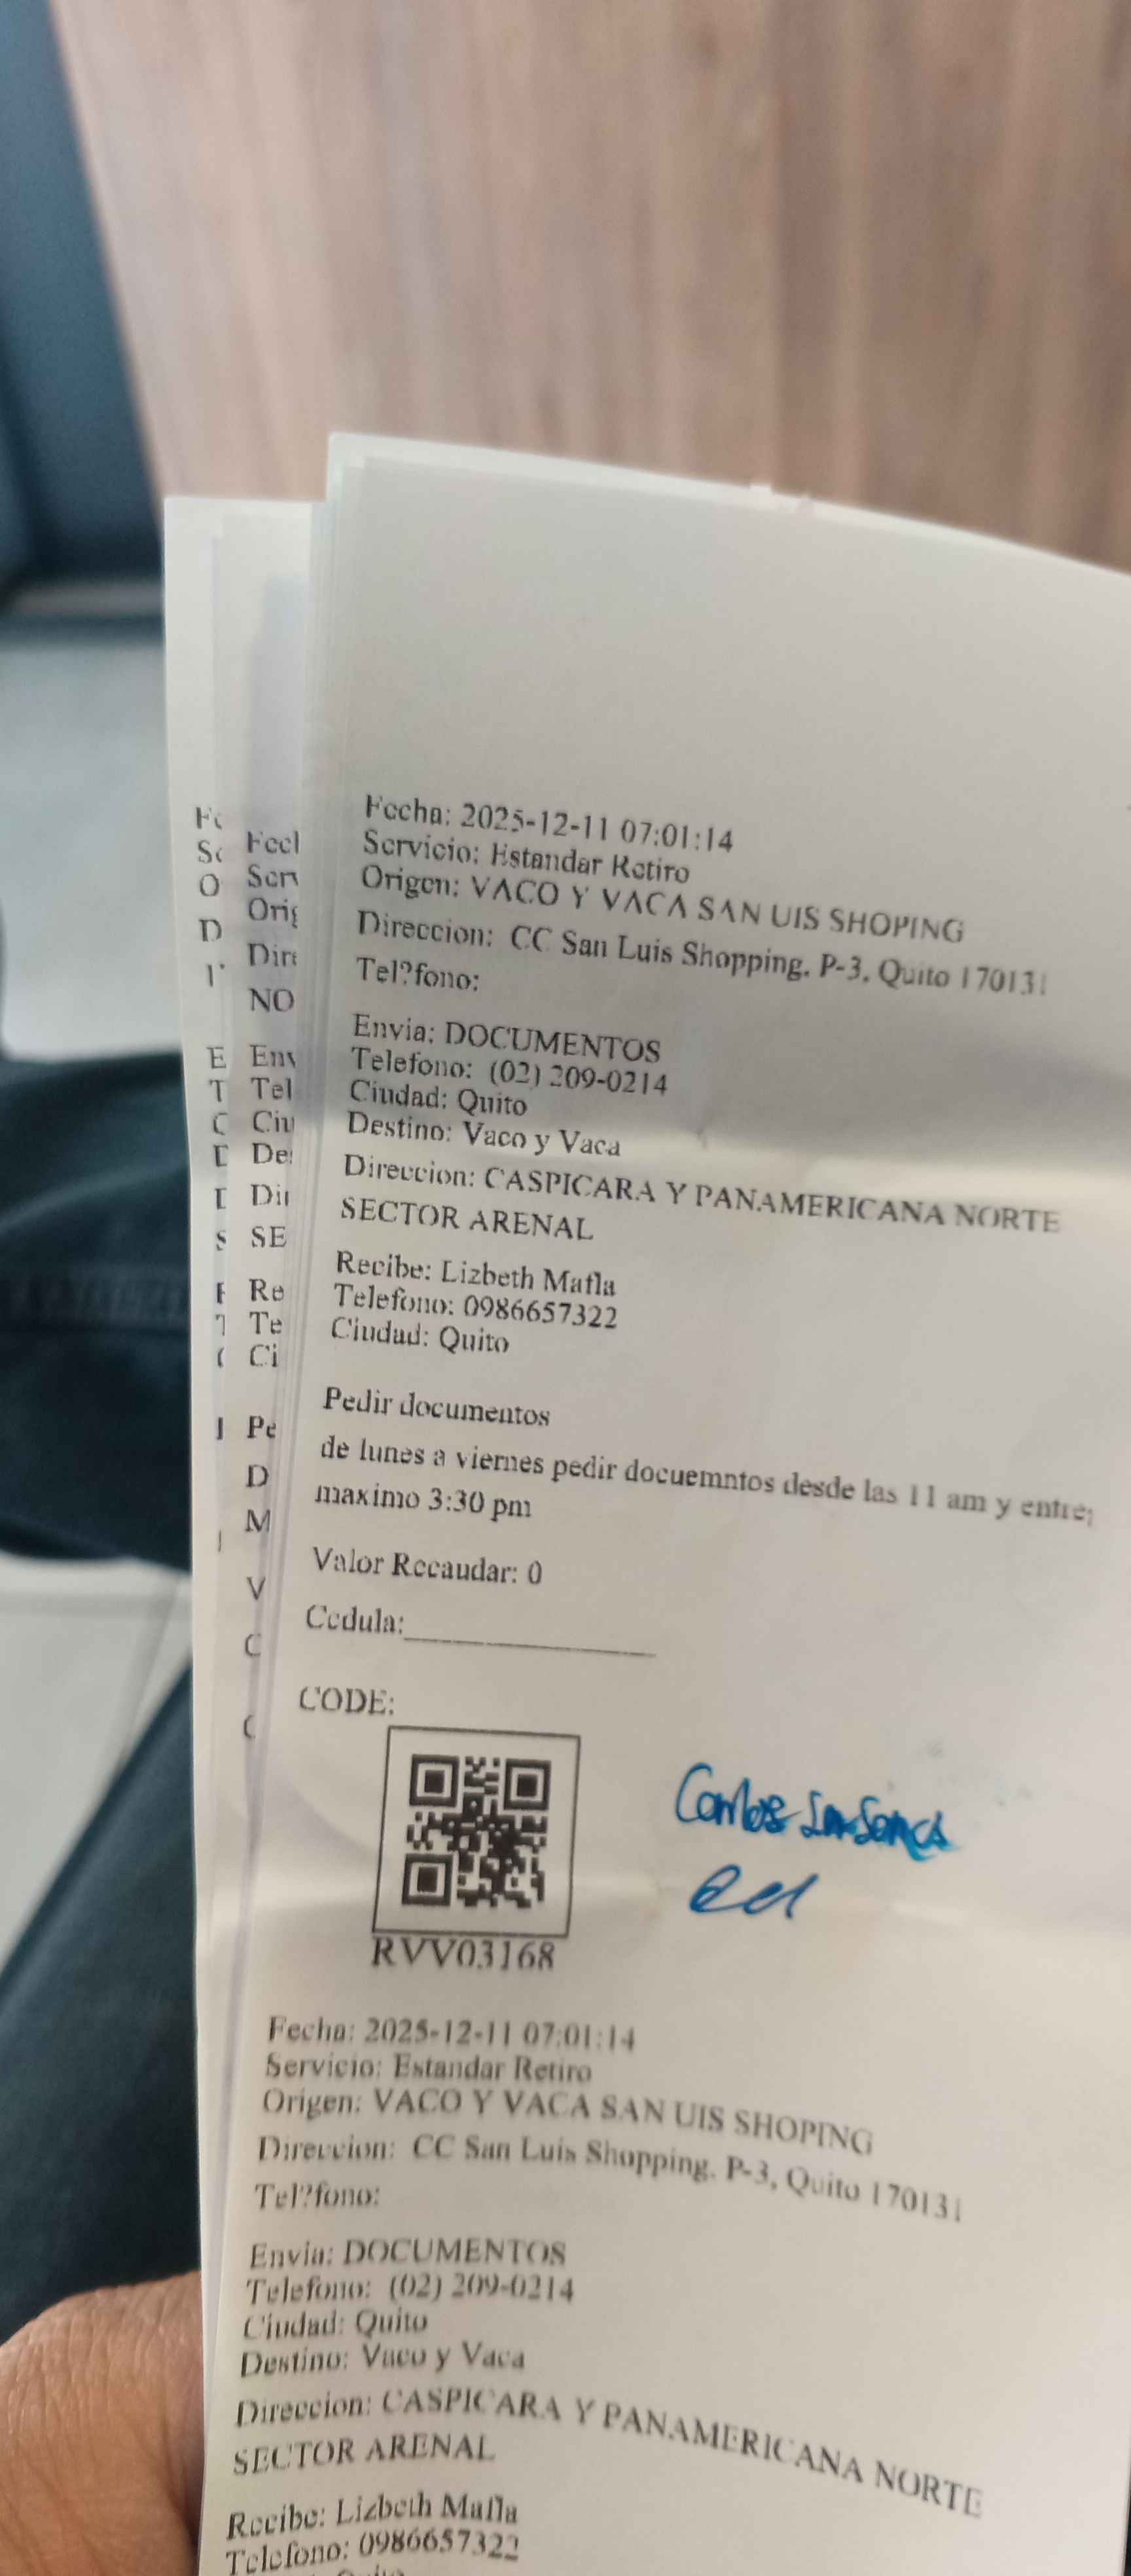 Fecha: 2025-12-11 07:01:14
Servicio: Estandar Retiro
Origen: VACO Y VACA SAN UIS SHOPING
Direccion: CC San Luis Shopping, P-3, Quito 170131
Tel?fono:
Envia: DOCUMENTOS
Telefono: (02) 209-0214
Ciudad: Quito
Destino: Vaco y Vaca
Direccion: CASPICARA Y PANAMERICANA NORTE
SECTOR ARENAL
Recibe: Lizbeth Mafla
Telefono: 0986657322
Ciudad: Quito
Pedir documentos
de lunes a viernes pedir docuemntos desde las 11 am y entre
maximo 3:30 pm
Valor Recaudar: 0
Cedula:
CODE:
Carlos
RVV03168
Fecha: 2025-12-11 07:01:14
Servicio: Estandar Retiro
Origen: VACO Y VACA SAN UIS SHOPING
Direccion: CC San Luis Shopping, P-3, Quito 170131
Tel?fono:
Envia: DOCUMENTOS
Telefono: (02) 209-0214
Ciudad: Quito
Destino: Vaco y Vaca
Direccion: CASPICARA Y PANAMERICANA NORTE
SECTOR ARENAL
Recibe: Lizbeth Mafla
Telefono: 0986657322